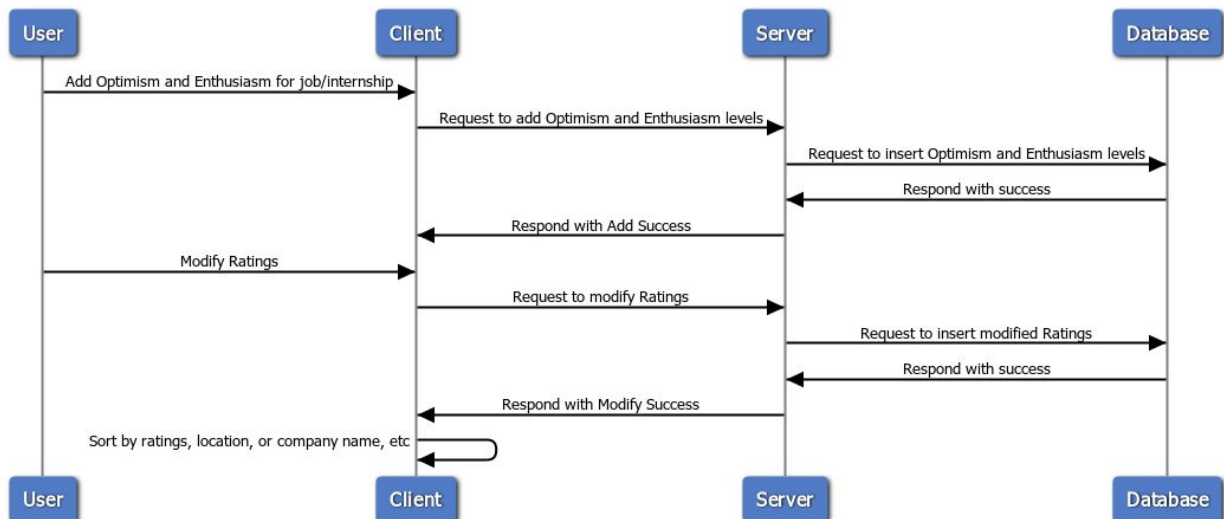 User
Client
Server
Database
Add Optimism and Enthusiasm for job/internship
Request to add Optimism and Enthusiasm levels
Request to insert Optimism and Enthusiasm levels
Respond with success
Respond with Add Success
Modify Ratings
Request to modify Ratings
Request to insert modified Ratings
Respond with success
Respond with Modify Success
Sort by ratings, location, or company name, etc
User
Client
Server
Database